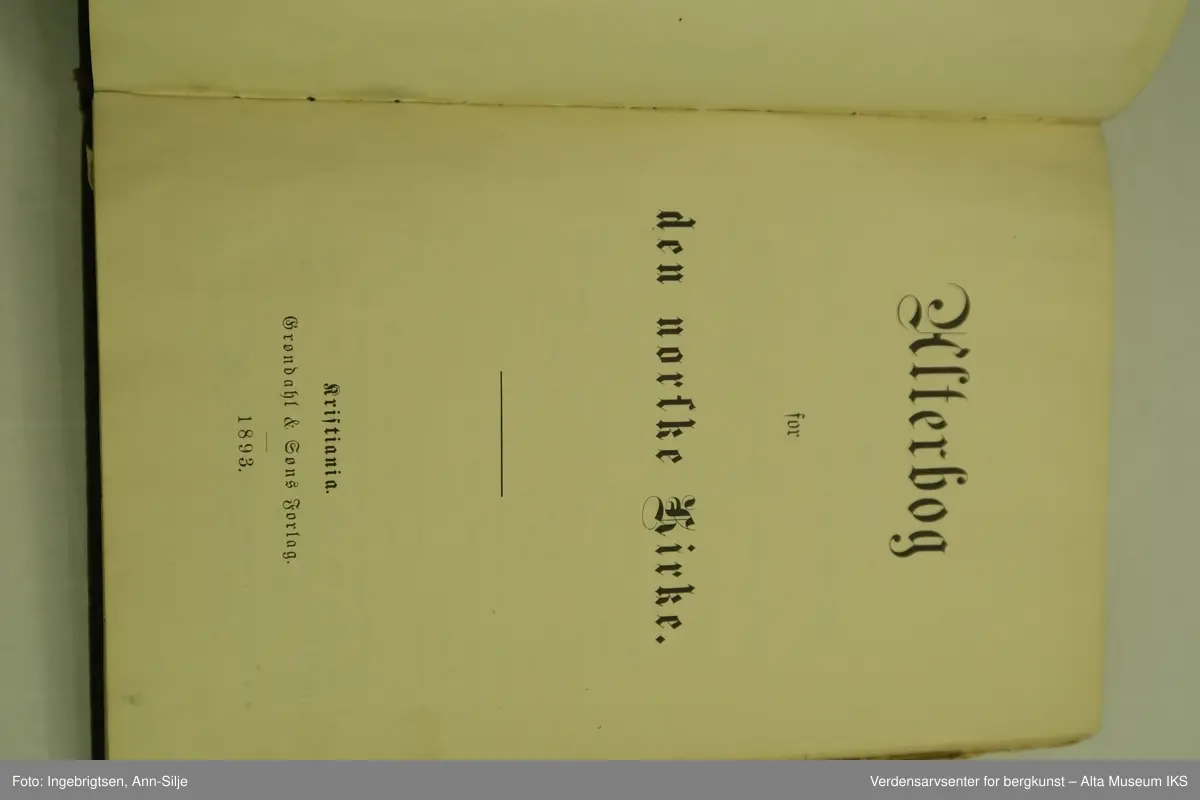 Alterbog
for
den norske Kirke.
Kristiania.
Grøndahl & Søns Forlag.
1893.
Foto: Ingebrigtsen, Ann-Silje
Verdensarvsenter for bergkunst – Alta Museum IKS